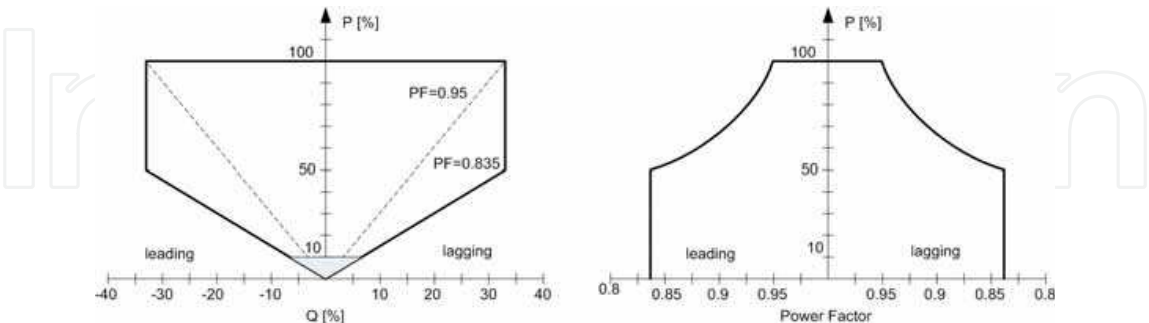 P [%]
100
PF=0.95
PF=0.835
50
10
leading
lagging
-40 -30 -20 -10 10 20 30 40
Q [%]
P [%]
100
50
10
leading
lagging
0.8 0.85 0.9 0.95 0.95 0.9 0.85 0.8
Power Factor